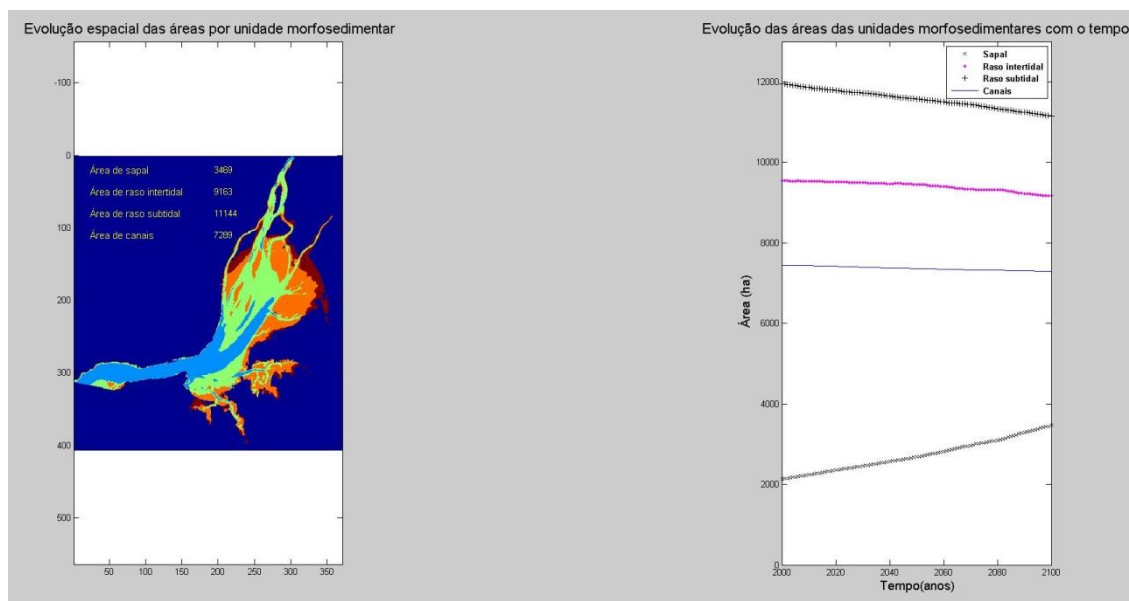 Evolução espacial das áreas por unidade morfosedimentar
-100
0
100
200
300
400
500
50 100 150 200 250 300 350
Área de sapal 3469
Área de raso intertidal 9163
Área de raso subtidal 11144
Área de canais 7289
Evolução das áreas das unidades morfosedimentares com o tempo
Sapal
Raso intertidal
Raso subtidal
Canais
12000
10000
8000
6000
4000
2000
0
Área (ha)
2000 2020 2040 2060 2080 2100
Tempo(anos)